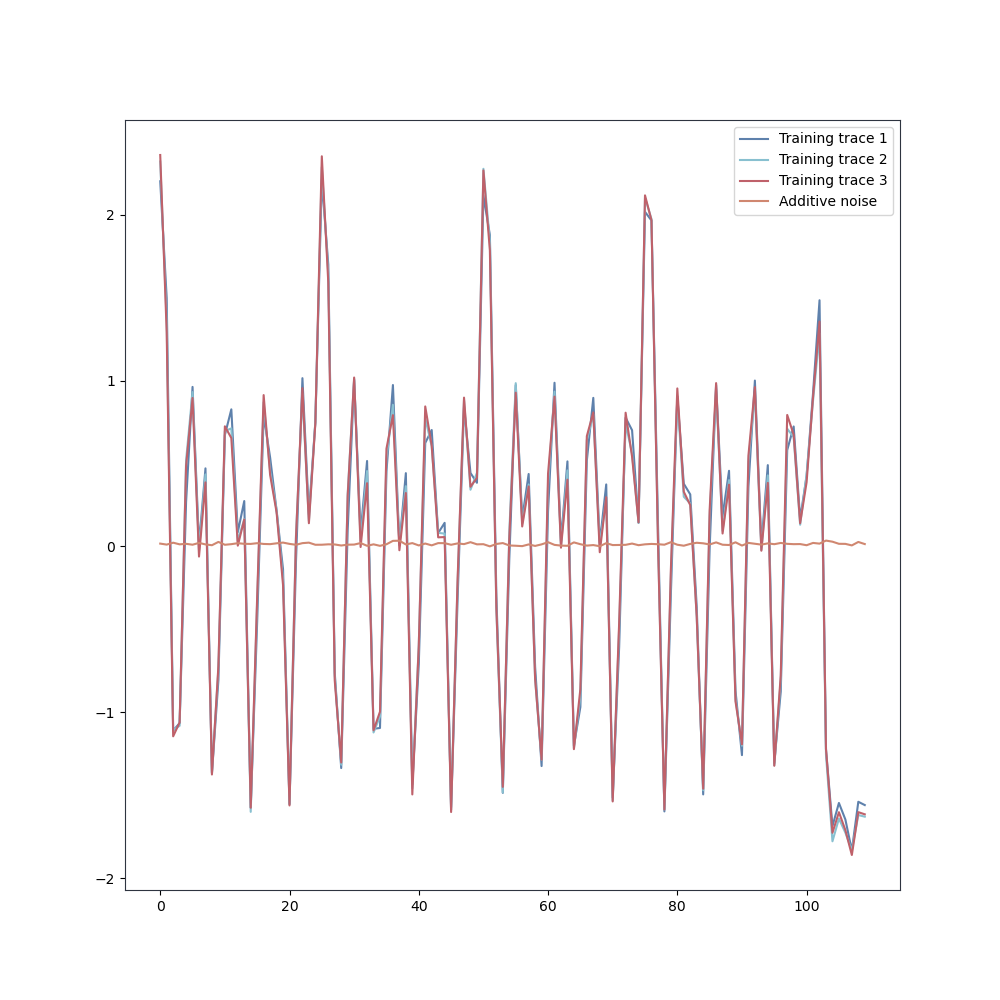 Training trace 1
Training trace 2
Training trace 3
Additive noise
2
1
0
−1
−2
0 20 40 60 80 100